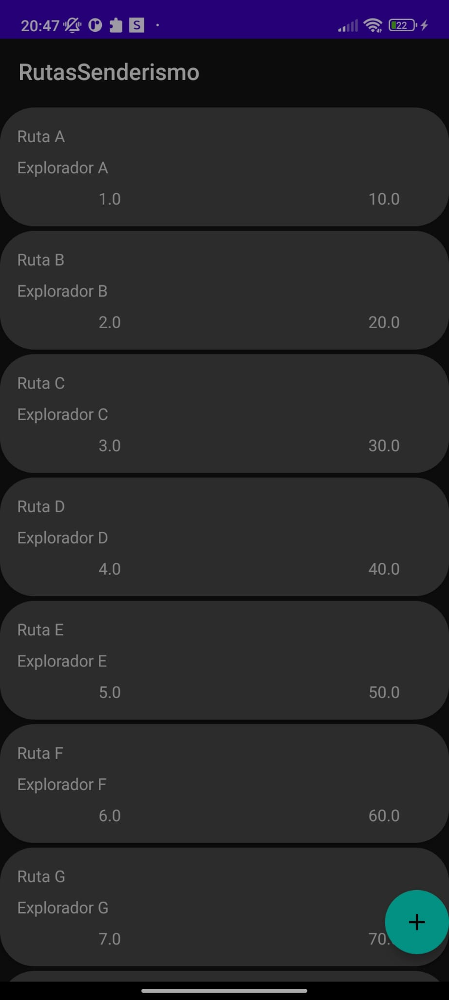 20:47 S 22
RutasSenderismo
Ruta A
Explorador A
1.0 10.0
Ruta B
Explorador B
2.0 20.0
Ruta C
Explorador C
3.0 30.0
Ruta D
Explorador D
4.0 40.0
Ruta E
Explorador E
5.0 50.0
Ruta F
Explorador F
6.0 60.0
Ruta G
Explorador G
7.0 70.
+